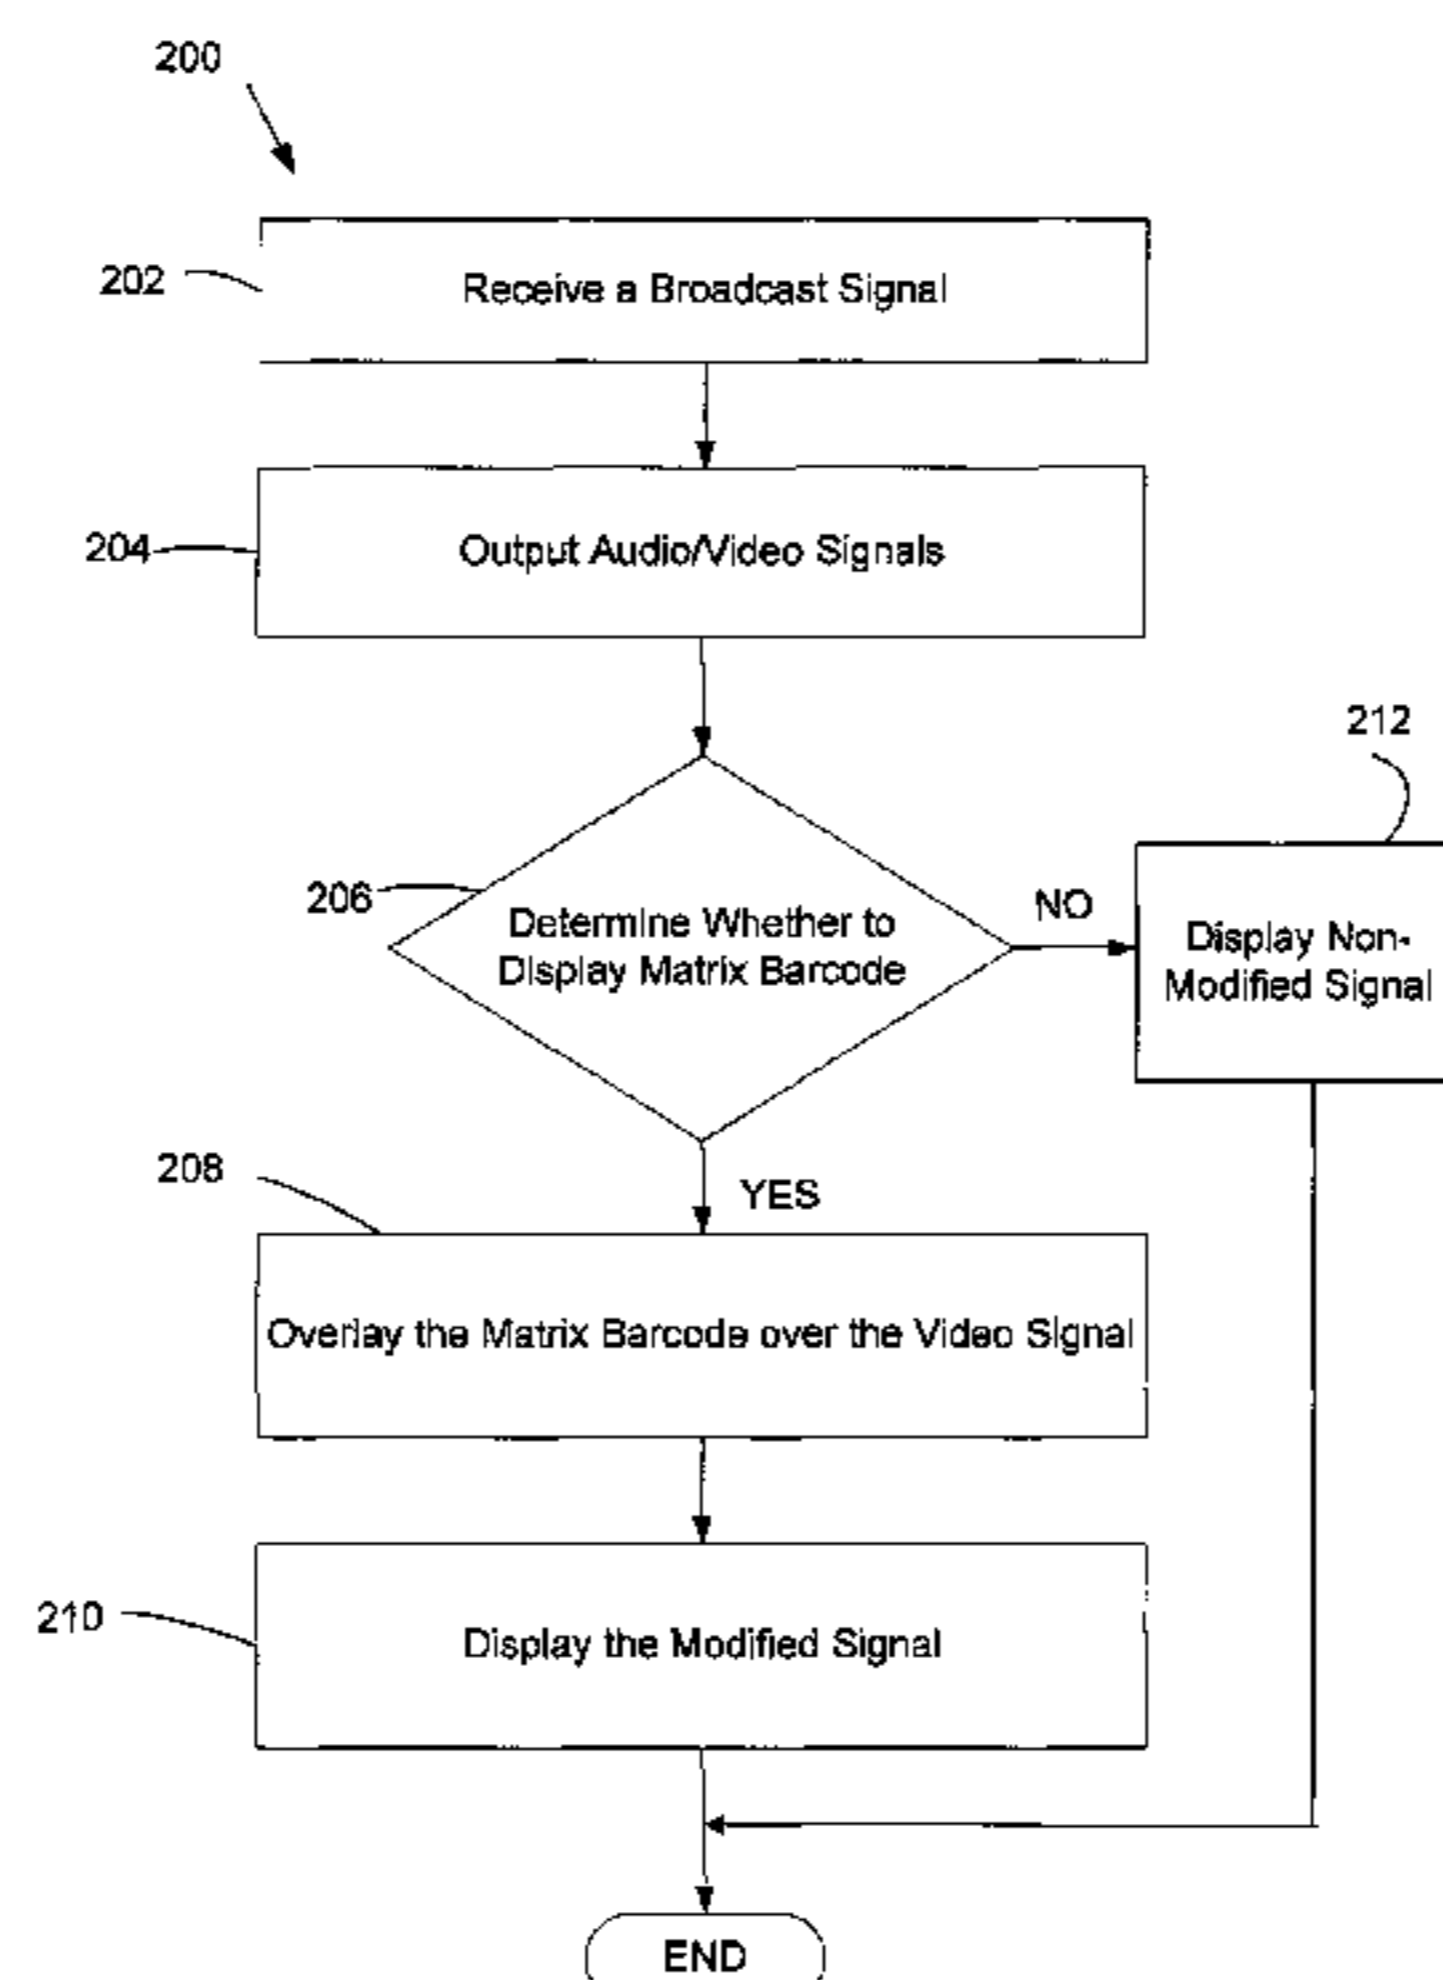 200
202
Receive a Broadcast Signal
204
Output Audio/Video Signals
212
206
Determine Whether to
Display Matrix Barcode
NO
Display Non-
Modified Signal
208
YES
Overlay the Matrix Barcode over the Video Signal
210
Display the Modified Signal
END